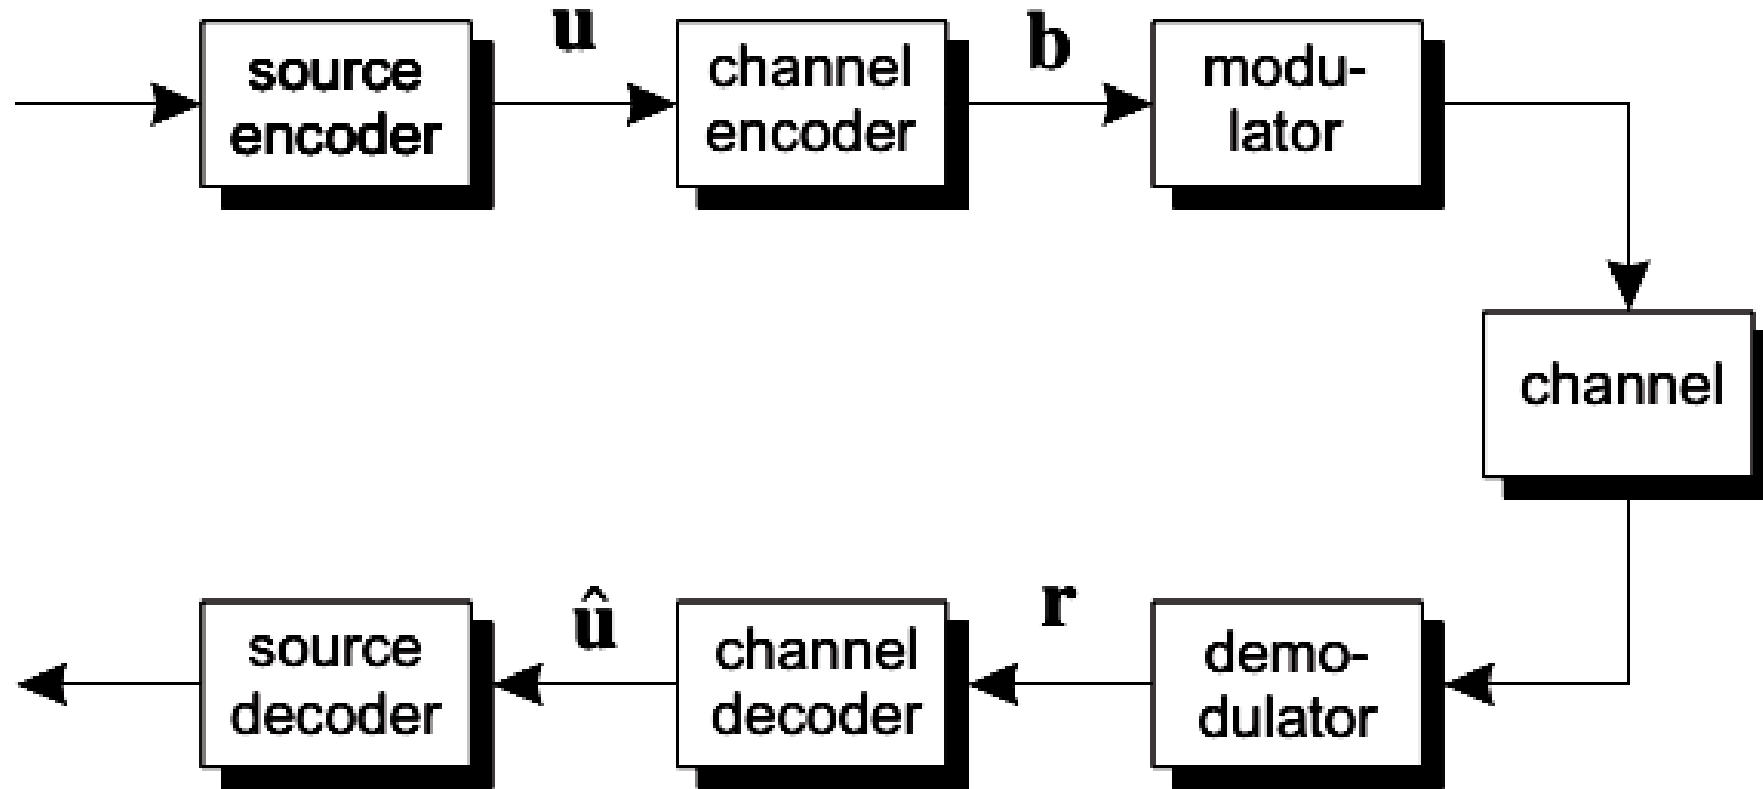 source
encoder
u
channel
encoder
b
modu-
lator
channel
source
decoder
û
channel
decoder
r
demo-
dulator